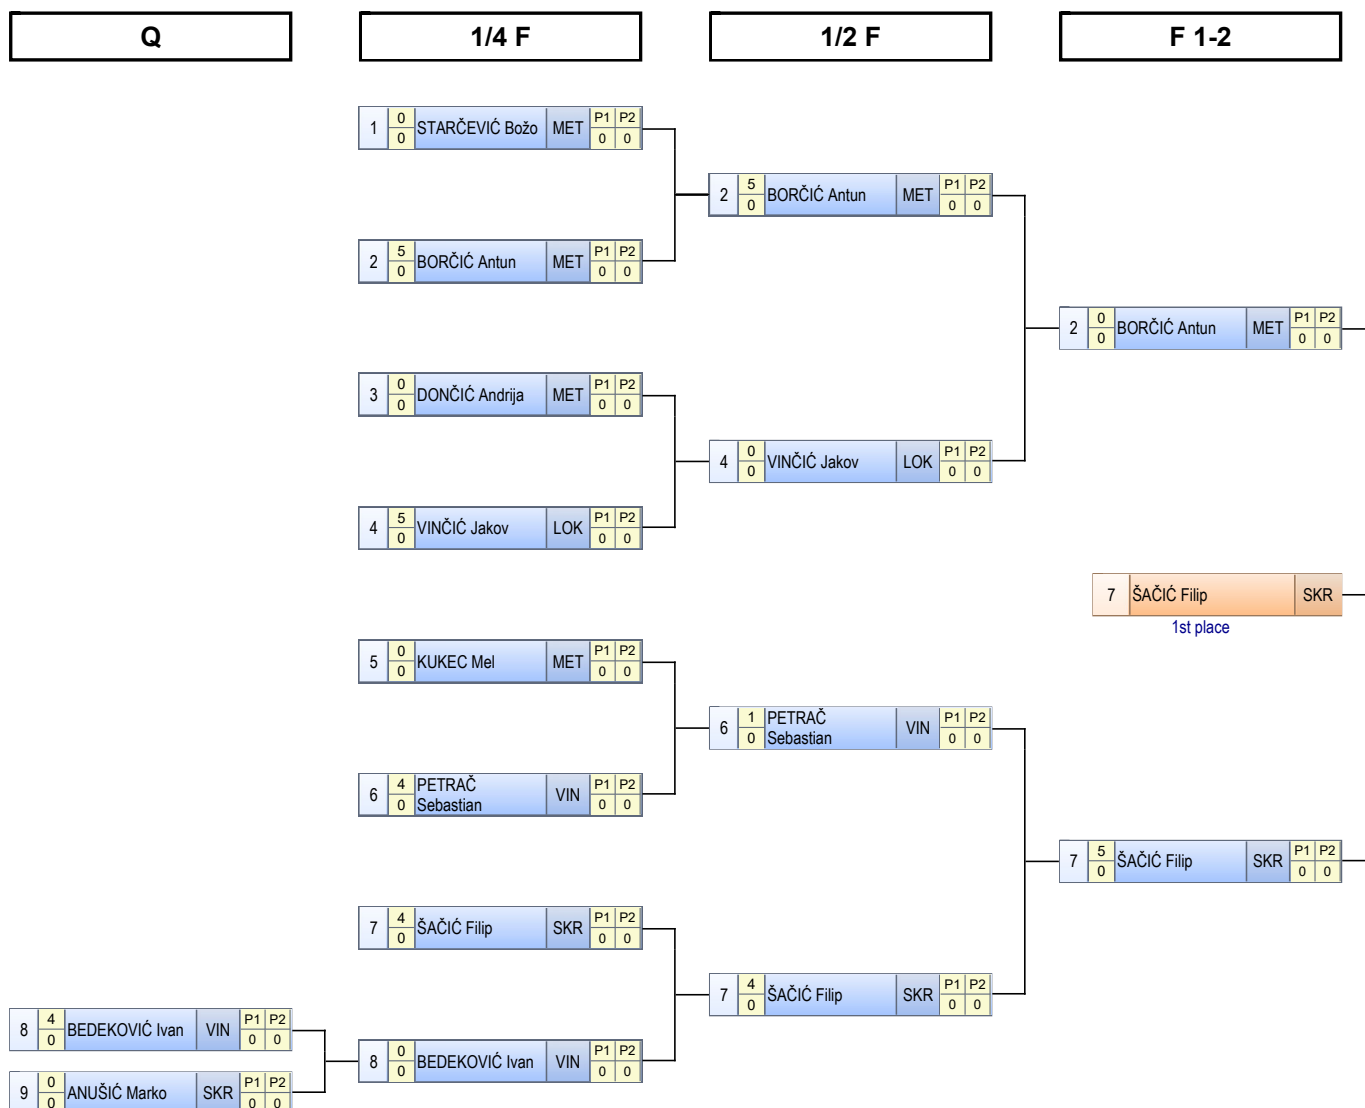 Q 1/4 F 1/2 F F 1-2
1 0 STARČEVIĆ Božo MET P1 P2
0 0 0
2 5 BORČIĆ Antun MET P1 P2
0 0 0
2 5 BORČIĆ Antun MET P1 P2
0 0 0
2 0 BORČIĆ Antun MET P1 P2
0 0 0
3 0 DONČIĆ Andrija MET P1 P2
0 0 0
4 0 VINČIĆ Jakov LOK P1 P2
0 0 0
4 5 VINČIĆ Jakov LOK P1 P2
0 0 0
7 ŠAČIĆ Filip SKR
1st place
5 0 KUKEC Mel MET P1 P2
0 0 0
6 1 PETRAČ VIN P1 P2
0 Sebastian 0 0
6 4 PETRAČ VIN P1 P2
0 Sebastian 0 0
7 5 ŠAČIĆ Filip SKR P1 P2
0 0 0
7 4 ŠAČIĆ Filip SKR P1 P2
0 0 0
7 4 ŠAČIĆ Filip SKR P1 P2
0 0 0
8 4 BEDEKOVIĆ Ivan VIN P1 P2
0 0 0
8 0 BEDEKOVIĆ Ivan VIN P1 P2
0 0 0
9 0 ANUŠIĆ Marko SKR P1 P2
0 0 0